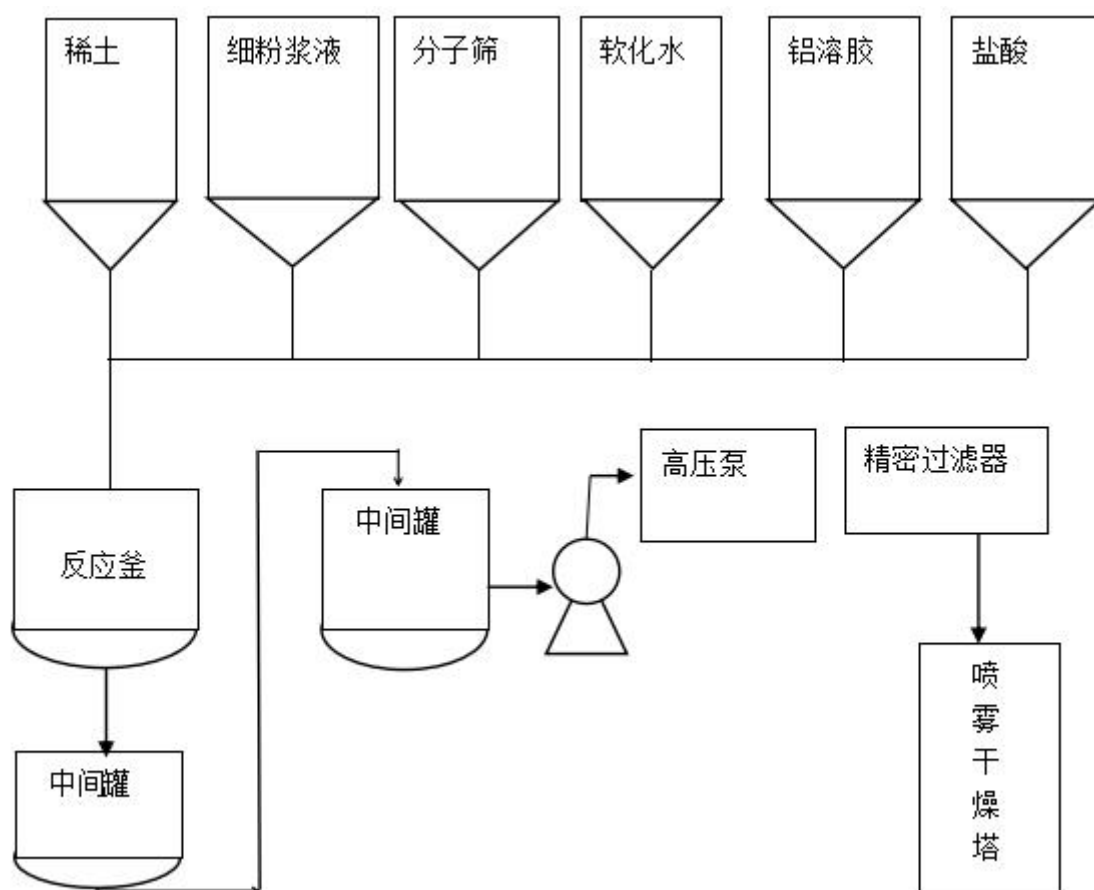 稀土
细粉浆液
分子筛
软化水
铝溶胶
盐酸
高压泵
精密过滤器
中间罐
反应釜
中间罐
喷雾干燥塔